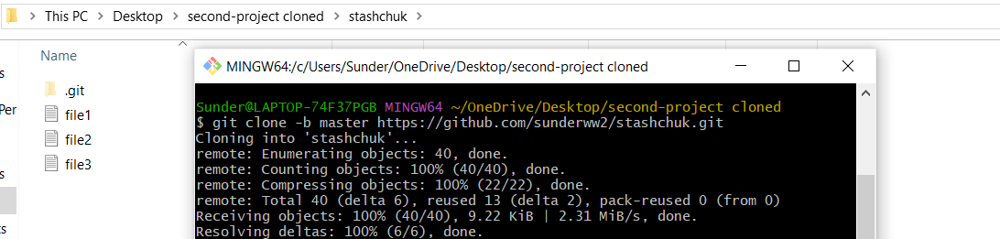 This PC > Desktop > second-project cloned > stashchuk >
Name
.git
file1
file2
file3
Per
s
s
ts
MINGW64:/c/Users/Sunder/OneDrive/Desktop/second-project cloned
Sunder@LAPTOP-74F37PGB MINGW64 ~/OneDrive/Desktop/second-project cloned
$ git clone -b master https://github.com/sunderww2/stashchuk.git
Cloning into 'stashchuk'...
remote: Enumerating objects: 40, done.
remote: Counting objects: 100% (40/40), done.
remote: Compressing objects: 100% (22/22), done.
remote: Total 40 (delta 6), reused 13 (delta 2), pack-reused 0 (from 0)
Receiving objects: 100% (40/40), 9.22 KiB | 2.31 MiB/s, done.
Resolving deltas: 100% (6/6), done.